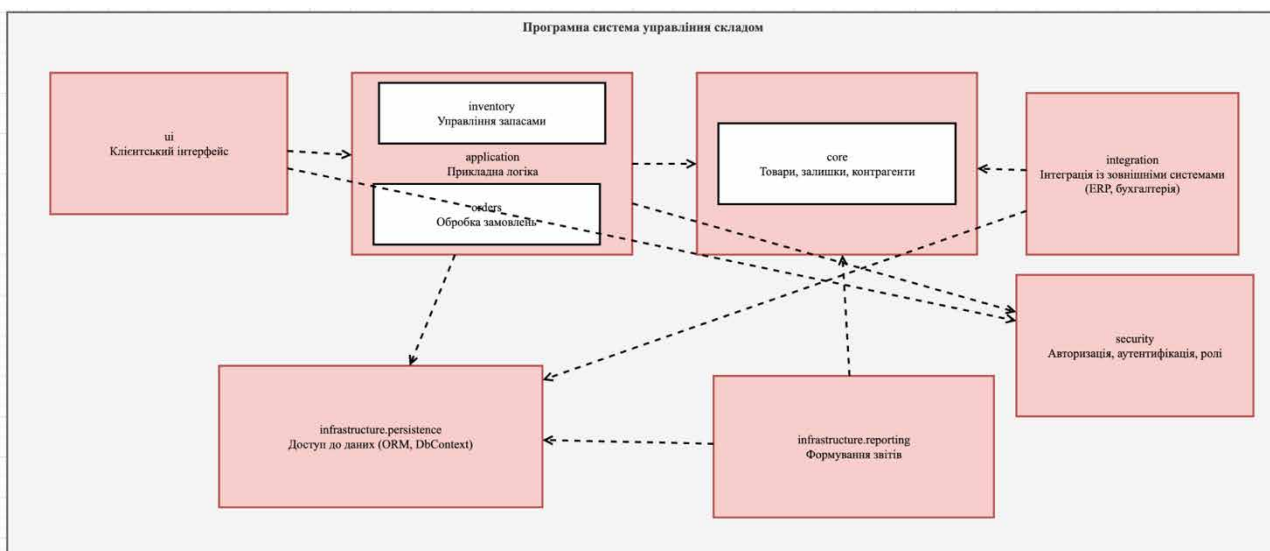 Програмна система управління складом
ui
Клієнтський інтерфейс
inventory
Управління запасами
application
Прикладна логіка
orders
Обробка замовлень
core
Товари, залишки, контрагенти
integration
Інтеграція із зовнішніми системами
(ERP, бухгалтерія)
security
Авторизація, аутентифікація, ролі
infrastructure.persistence
Доступ до даних (ORM, DbContext)
infrastructure.reporting
Формування звітів